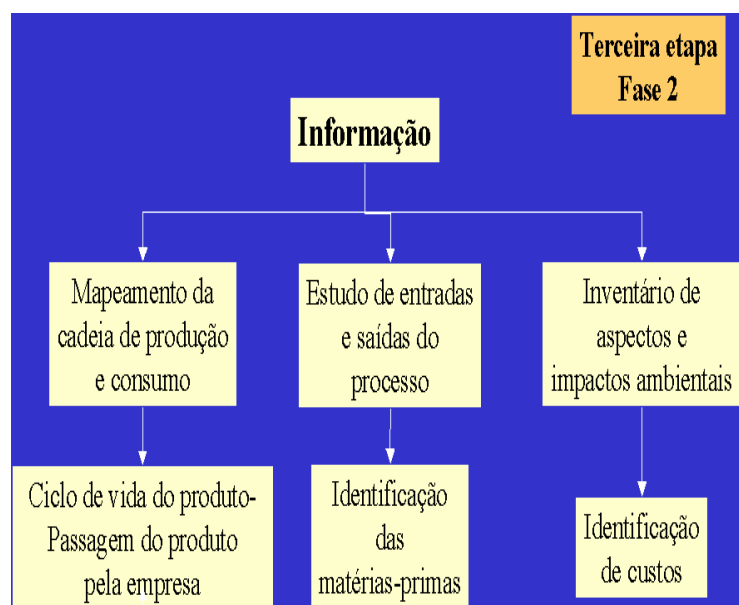 Terceira etapa
Fase 2
Informação
Mapeamento da
cadeia de produção
e consumo
Estudo de entradas
e saídas do
processo
Inventário de
aspectos e
impactos ambientais
Ciclo de vida do produto-
Passagem do produto
pela empresa
Identificação
das
matérias-primas
Identificação
de custos